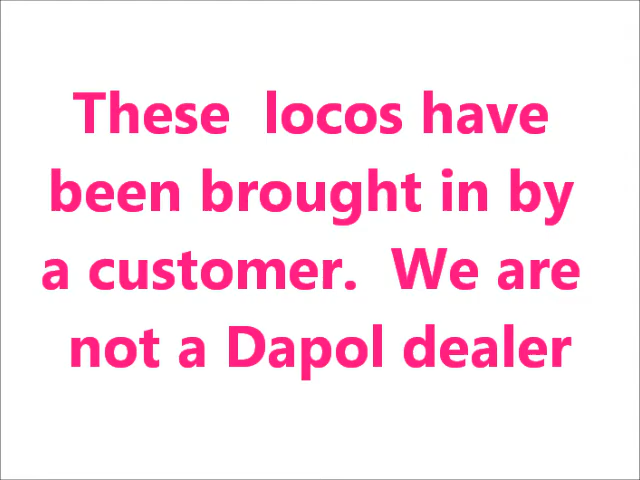 These  locos have
been brought in by
a customer.  We are
not a Dapol dealer